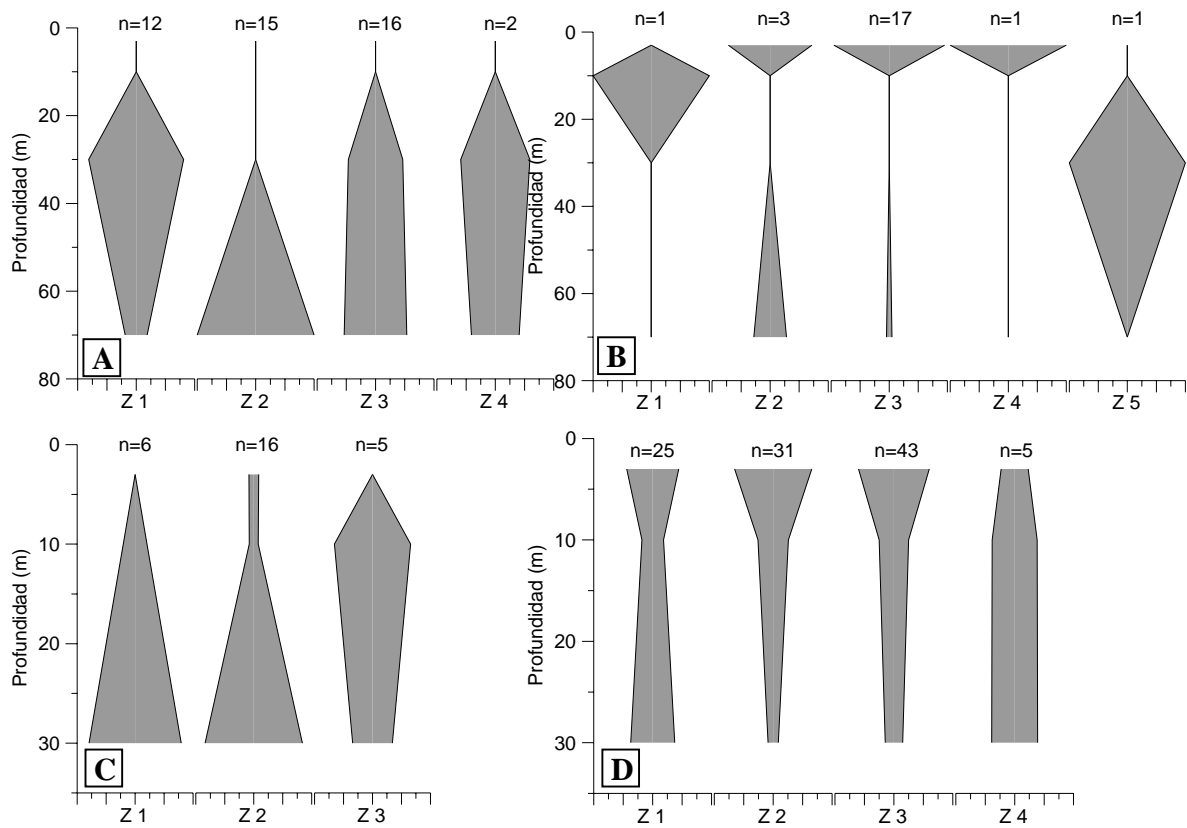 n=12 n=15 n=16 n=2
0
20
40
60
80
Profundidad (m)
A
Z 1 Z 2 Z 3 Z 4
n=1 n=3 n=17 n=1 n=1
0
20
40
60
80
Profundidad (m)
B
Z 1 Z 2 Z 3 Z 4 Z 5
n=6 n=16 n=5
0
10
20
30
Profundidad (m)
C
Z 1 Z 2 Z 3
n=25 n=31 n=43 n=5
0
10
20
30
Profundidad (m)
D
Z 1 Z 2 Z 3 Z 4